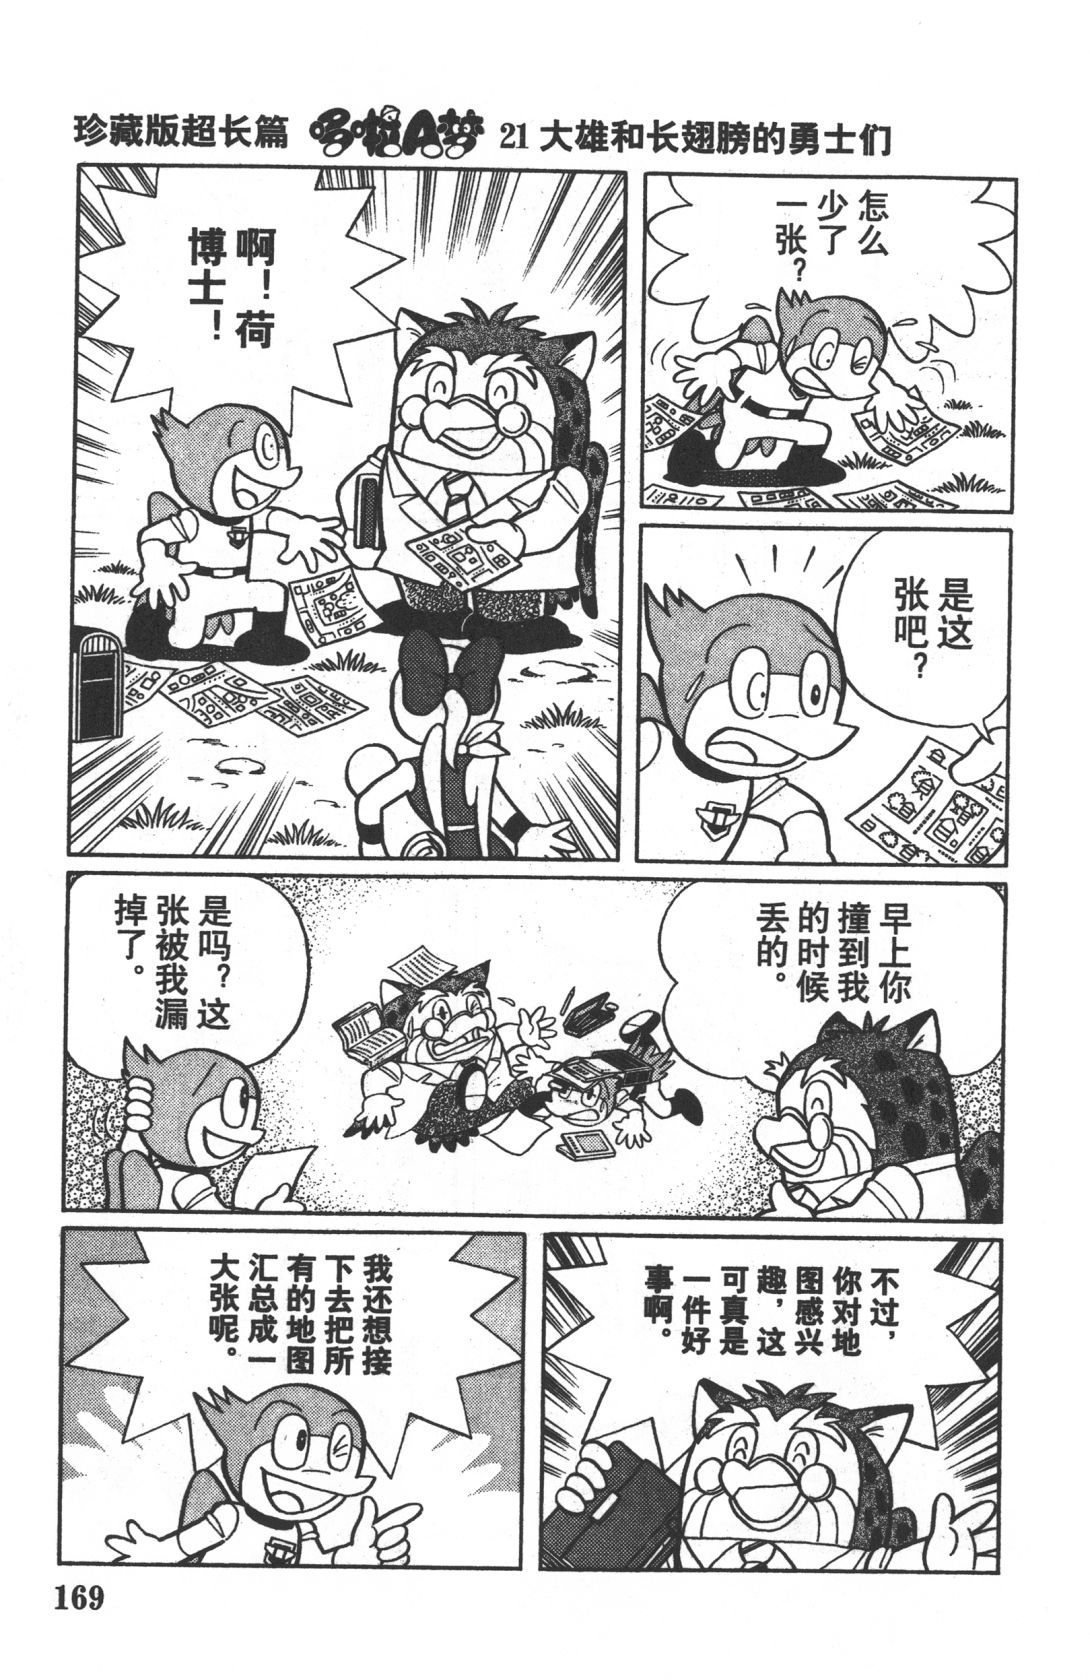 珍藏版超长篇 哆啦A梦 21 大雄和长翅膀的勇士们
怎么
少了
一张？
是这
张吧？
啊！荷
博士！
早上你
撞到我
的时候
丢的。
是吗？这
张被我漏
掉了。
不过，
你对地
图感兴
趣，这
可真是
一件好
事啊。
我还想接
下去把所
有的地图
汇总成一
大张呢。
169